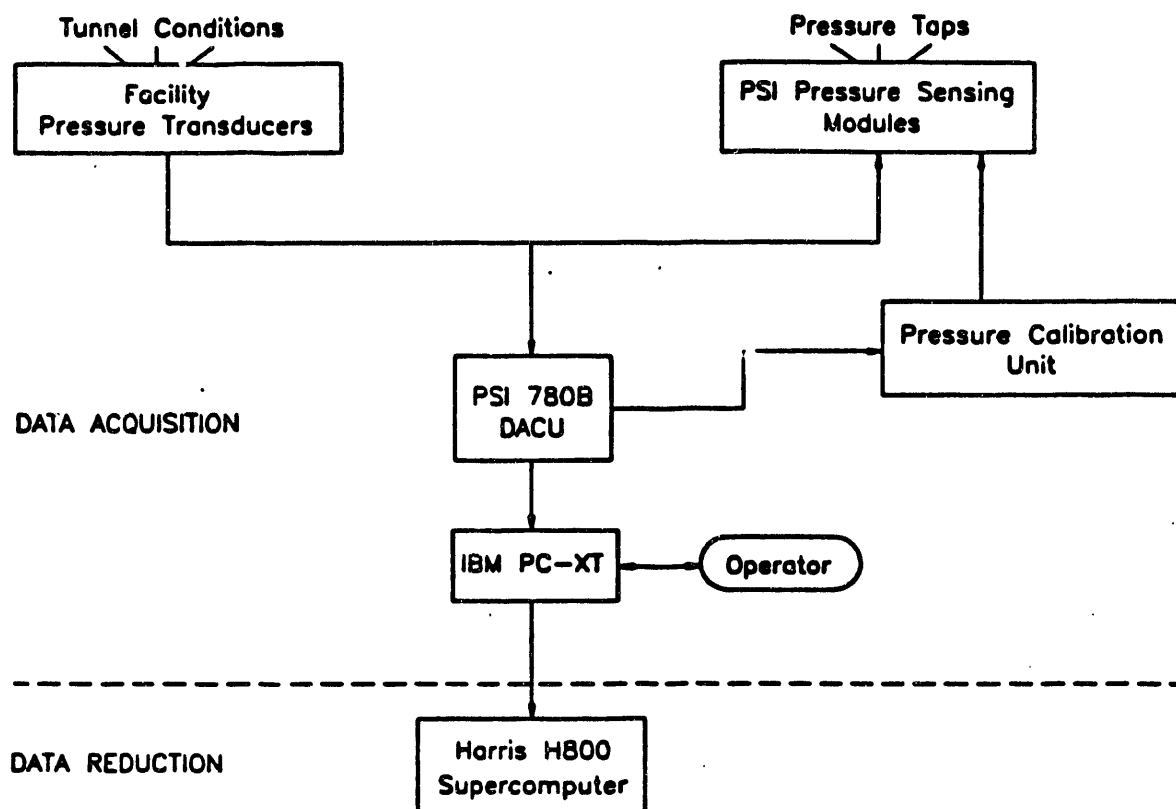 Tunnel Conditions
Pressure Taps
Facility
Pressure Transducers
PSI Pressure Sensing
Modules
Pressure Calibration
Unit
PSI 780B
DACU
DATA ACQUISITION
IBM PC-XT
Operator
Harris H800
Supercomputer
DATA REDUCTION